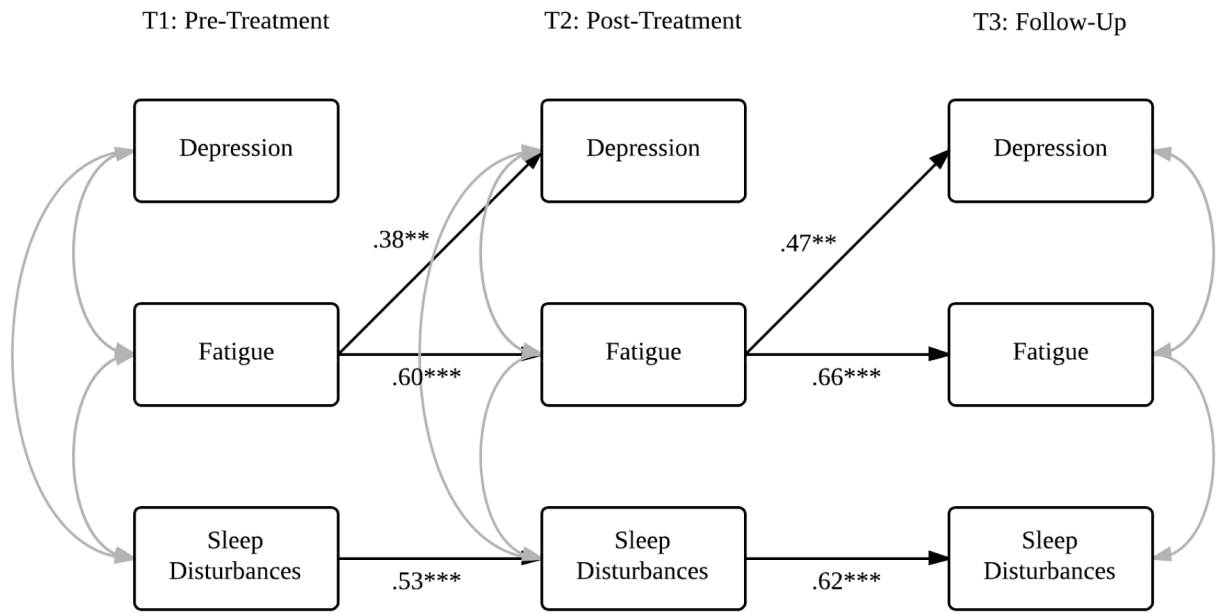 T1: Pre-Treatment
T2: Post-Treatment
T3: Follow-Up
Depression
Depression
Depression
.38**
.47**
Fatigue
Fatigue
Fatigue
.60***
.66***
Sleep
Disturbances
Sleep
Disturbances
Sleep
Disturbances
.53***
.62***